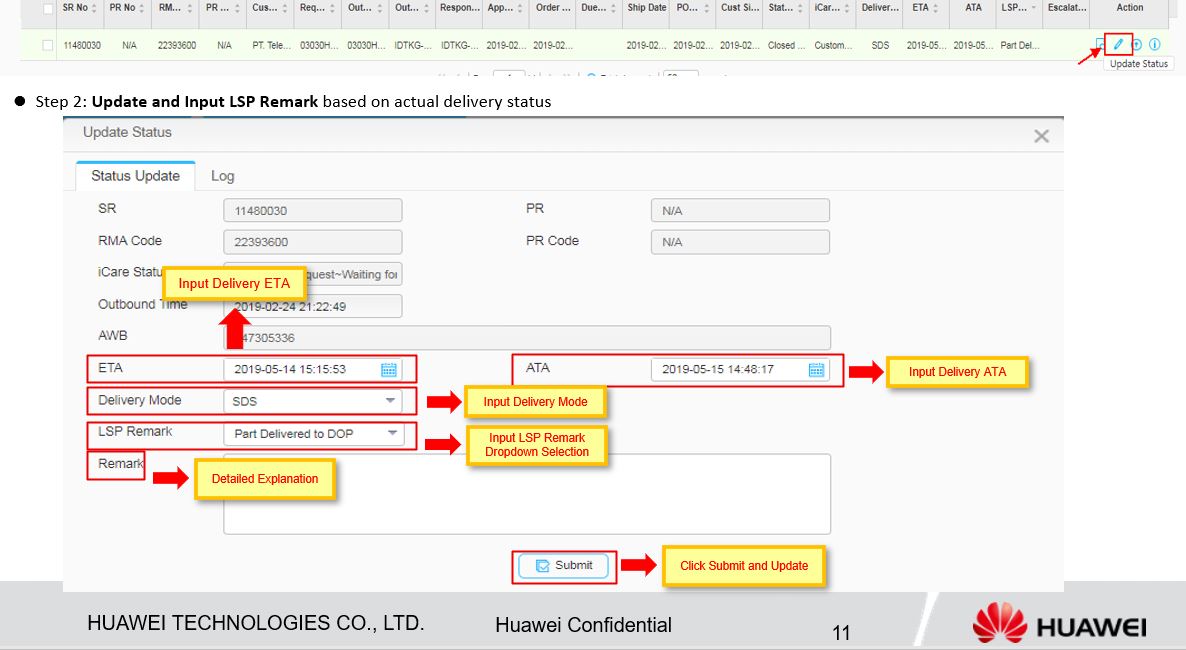 SR No PR No RM... PR ... Cus... Req... Out... Out... Respon... App... Order ... Due... Ship Date PO... Cust Si... Stat... iCar... Deliver... ETA ATA LSP... Escalat... Action
11480030 N/A 22393600 N/A PT. Tele... 03030H... 03030H... IDTKG-... IDTKG-... 2019-02... 2019-02... 2019-02... 2019-02... 2019-02... Closed ... Custom... SDS 2019-05... 2019-05... Part Del...
Update Status
● Step 2: Update and Input LSP Remark based on actual delivery status
Update Status
Status Update Log
SR 11480030 PR N/A
RMA Code 22393600 PR Code N/A
iCare Statu quest~Waiting for
Input Delivery ETA
Outbound Time 2019-02-24 21:22:49
AWB 47305336
ETA 2019-05-14 15:15:53 ATA 2019-05-15 14:48:17 Input Delivery ATA
Delivery Mode SDS Input Delivery Mode
LSP Remark Part Delivered to DOP Input LSP Remark
Dropdown Selection
Remark Detailed Explanation
Submit Click Submit and Update
HUAWEI TECHNOLOGIES CO., LTD. Huawei Confidential 11 HUAWEI